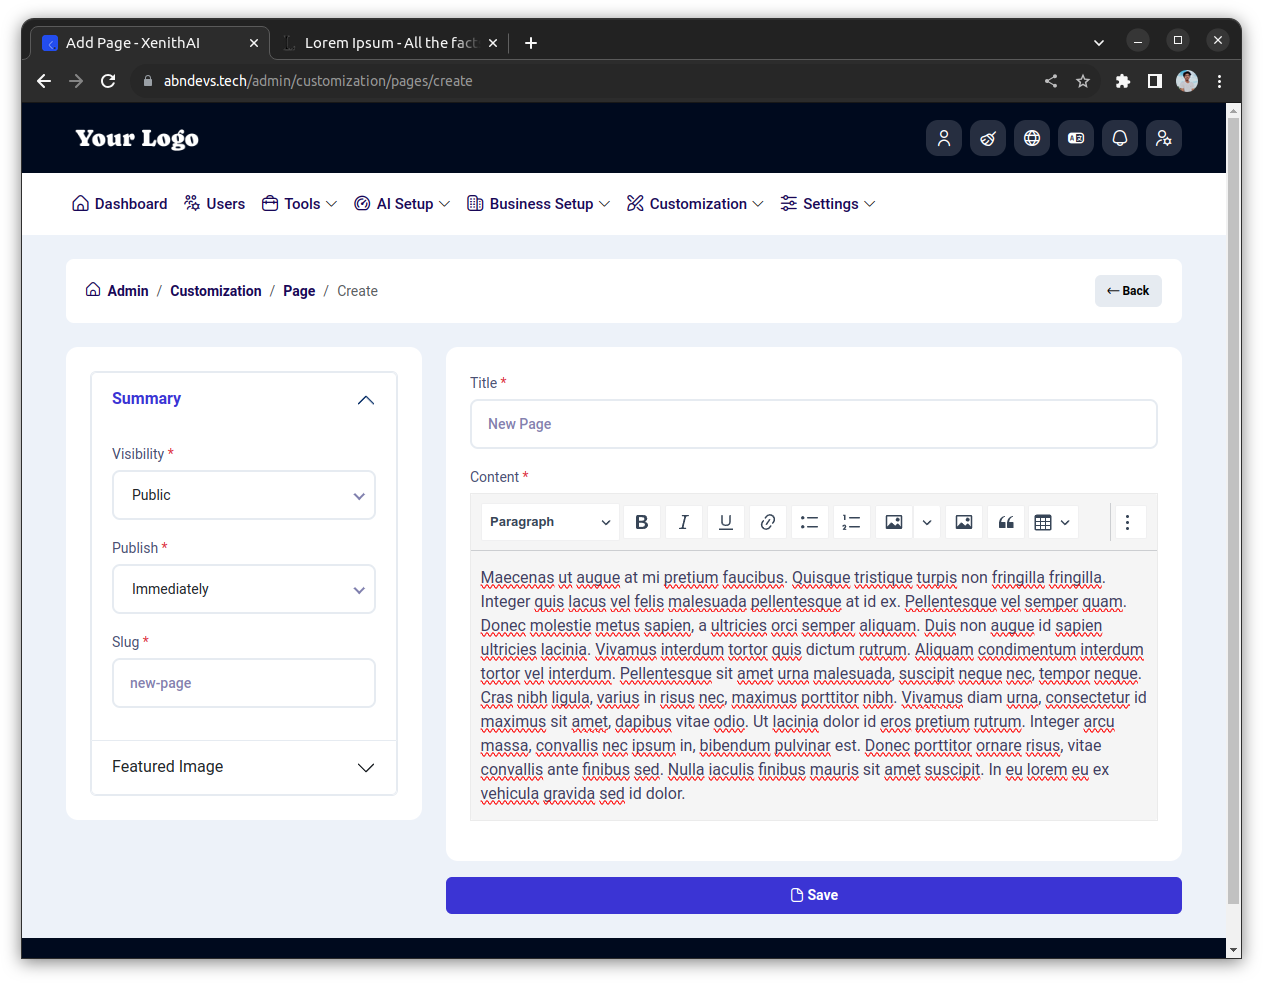 Add Page - XenithAI
Lorem Ipsum - All the fact
abndevs.tech/admin/customization/pages/create
Your Logo
Dashboard Users Tools AI Setup Business Setup Customization Settings
Admin / Customization / Page / Create
Back
Summary
Visibility *
Public
Publish *
Immediately
Slug *
new-page
Featured Image
Title *
New Page
Content *
Paragraph B I U
Maecenas ut augue at mi pretium faucibus. Quisque tristique turpis non fringilla fringilla.
Integer quis lacus vel felis malesuada pellentesque at id ex. Pellentesque vel semper quam.
Donec molestie metus sapien, a ultricies orci semper aliquam. Duis non augue id sapien
ultricies lacinia. Vivamus interdum tortor quis dictum rutrum. Aliquam condimentum interdum
tortor vel interdum. Pellentesque sit amet urna malesuada, suscipit neque nec, tempor neque.
Cras nibh ligula, varius in risus nec, maximus porttitor nibh. Vivamus diam urna, consectetur id
maximus sit amet, dapibus vitae odio. Ut lacinia dolor id eros pretium rutrum. Integer arcu
massa, convallis nec ipsum in, bibendum pulvinar est. Donec porttitor ornare risus, vitae
convallis ante finibus sed. Nulla iaculis finibus mauris sit amet suscipit. In eu lorem eu ex
vehicula gravida sed id dolor.
Save